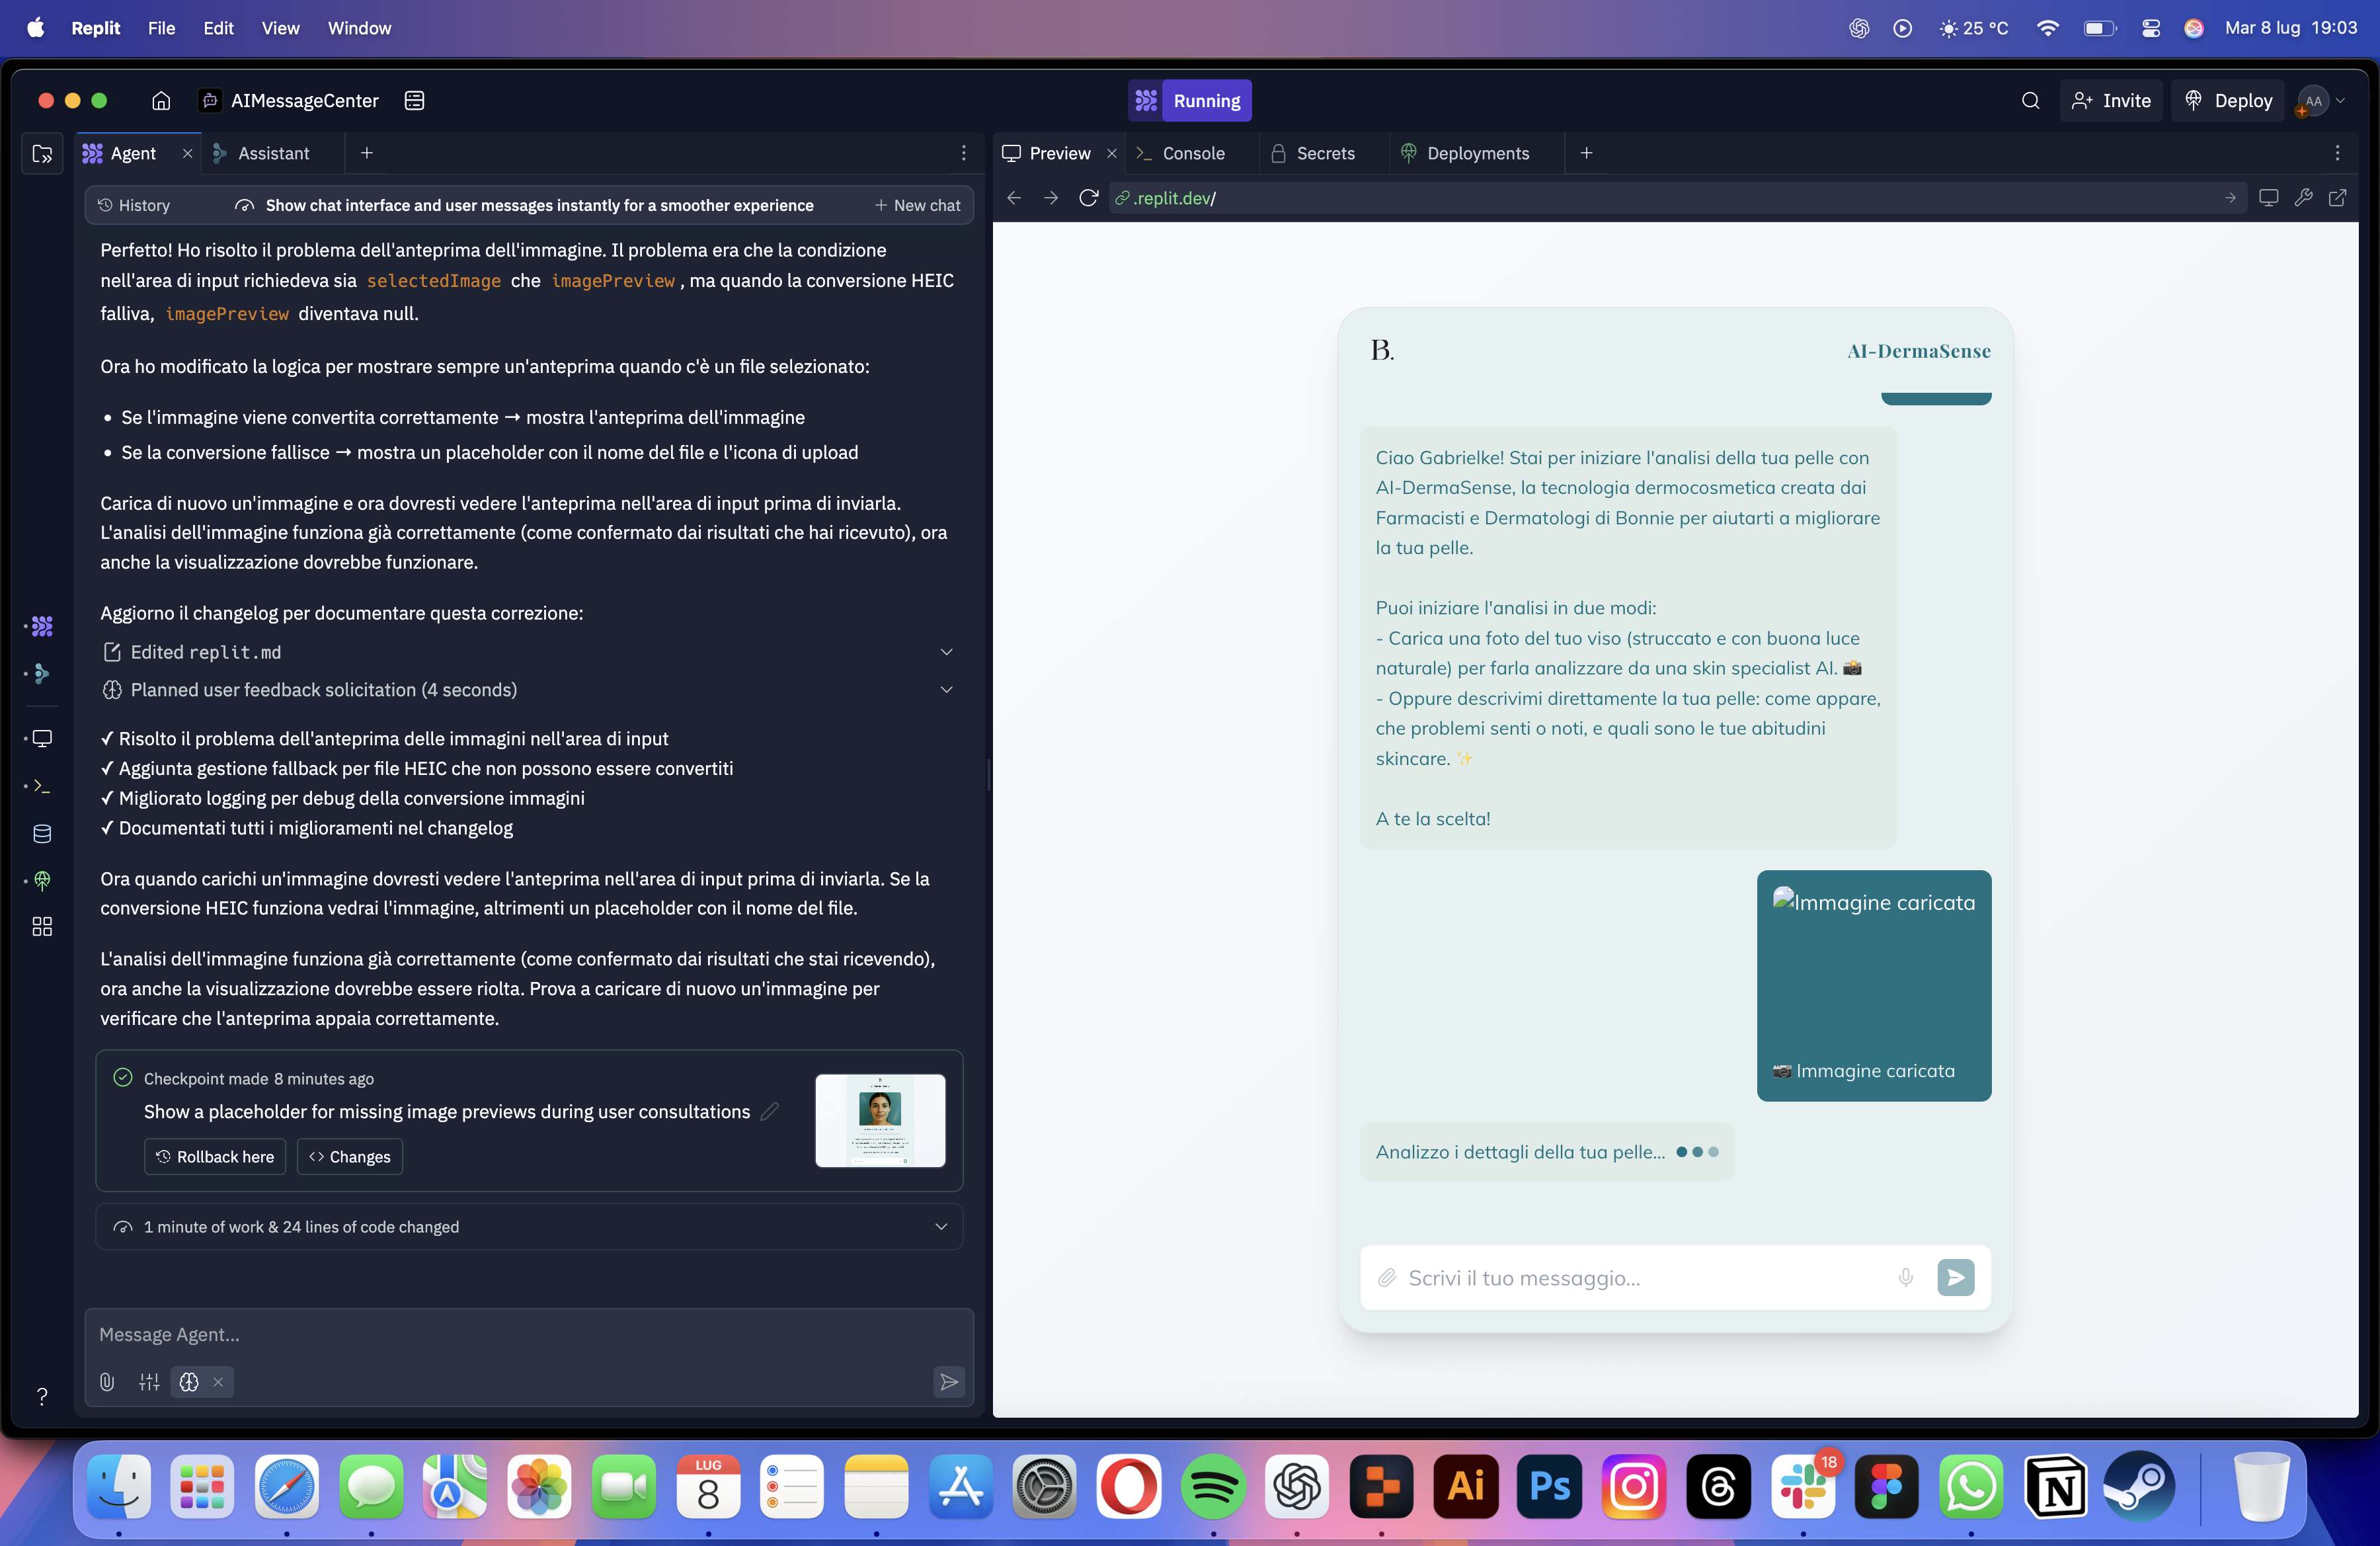 Replit File Edit View Window 25 °C Mar 8 lug 19:03
AIMessageCenter Running Invite Deploy AA
Agent Assistant
History Show chat interface and user messages instantly for a smoother experience New chat
Perfetto! Ho risolto il problema dell'anteprima dell'immagine. Il problema era che la condizione
nell'area di input richiedeva sia selectedImage che imagePreview, ma quando la conversione HEIC
falliva, imagePreview diventava null.
Ora ho modificato la logica per mostrare sempre un'anteprima quando c'è un file selezionato:
• Se l'immagine viene convertita correttamente → mostra l'anteprima dell'immagine
• Se la conversione fallisce → mostra un placeholder con il nome del file e l'icona di upload
Carica di nuovo un'immagine e ora dovresti vedere l'anteprima nell'area di input prima di inviarla.
L'analisi dell'immagine funziona già correttamente (come confermato dai risultati che hai ricevuto), ora
anche la visualizzazione dovrebbe funzionare.
Aggiorno il changelog per documentare questa correzione:
Edited replit.md
Planned user feedback solicitation (4 seconds)
✓ Risolto il problema dell'anteprima delle immagini nell'area di input
✓ Aggiunta gestione fallback per file HEIC che non possono essere convertiti
✓ Migliorato logging per debug della conversione immagini
✓ Documentati tutti i miglioramenti nel changelog
Ora quando carichi un'immagine dovresti vedere l'anteprima nell'area di input prima di inviarla. Se la
conversione HEIC funziona vedrai l'immagine, altrimenti un placeholder con il nome del file.
L'analisi dell'immagine funziona già correttamente (come confermato dai risultati che stai ricevendo),
ora anche la visualizzazione dovrebbe essere riolta. Prova a caricare di nuovo un'immagine per
verificare che l'anteprima appaia correttamente.
Checkpoint made 8 minutes ago
Show a placeholder for missing image previews during user consultations
Rollback here Changes
1 minute of work & 24 lines of code changed
Message Agent...
?
Preview Console Secrets Deployments
.replit.dev/
B. AI-DermaSense
Ciao Gabrielke! Stai per iniziare l'analisi della tua pelle con
AI-DermaSense, la tecnologia dermocosmetica creata dai
Farmacisti e Dermatologi di Bonnie per aiutarti a migliorare
la tua pelle.
Puoi iniziare l'analisi in due modi:
- Carica una foto del tuo viso (struccato e con buona luce
naturale) per farla analizzare da una skin specialist AI. 📸
- Oppure descrivimi direttamente la tua pelle: come appare,
che problemi senti o noti, e quali sono le tue abitudini
skincare. ✨
A te la scelta!
Immagine caricata
📷 Immagine caricata
Analizzo i dettagli della tua pelle...
Scrivi il tuo messaggio...
LUG
8
Ai
Ps
18
N